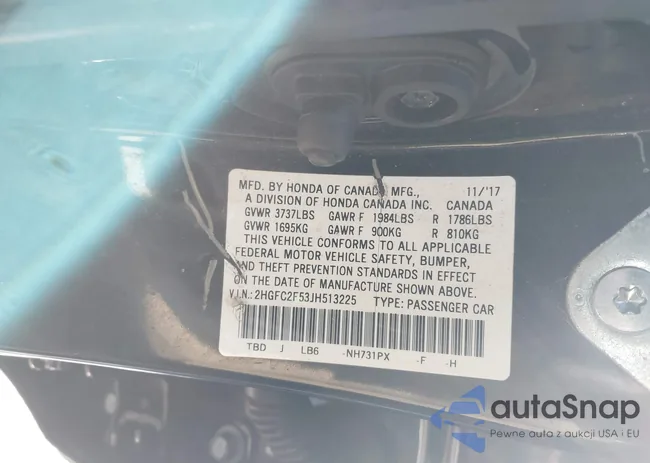 MFD. BY HONDA OF CANADA MFG., 11/'17
A DIVISION OF HONDA CANADA INC. CANADA
GVWR 3737LBS GAWR F 1984LBS R 1786LBS
GVWR 1695KG GAWR F 900KG R 810KG
THIS VEHICLE CONFORMS TO ALL APPLICABLE
FEDERAL MOTOR VEHICLE SAFETY, BUMPER,
AND THEFT PREVENTION STANDARDS IN EFFECT
ON THE DATE OF MANUFACTURE SHOWN ABOVE.
V.I.N.: 2HGFC2F53JH513225 TYPE: PASSENGER CAR
TBD J LB6 -NH731PX -F -H
autaSnap
Pewne auta z aukcji USA i EU